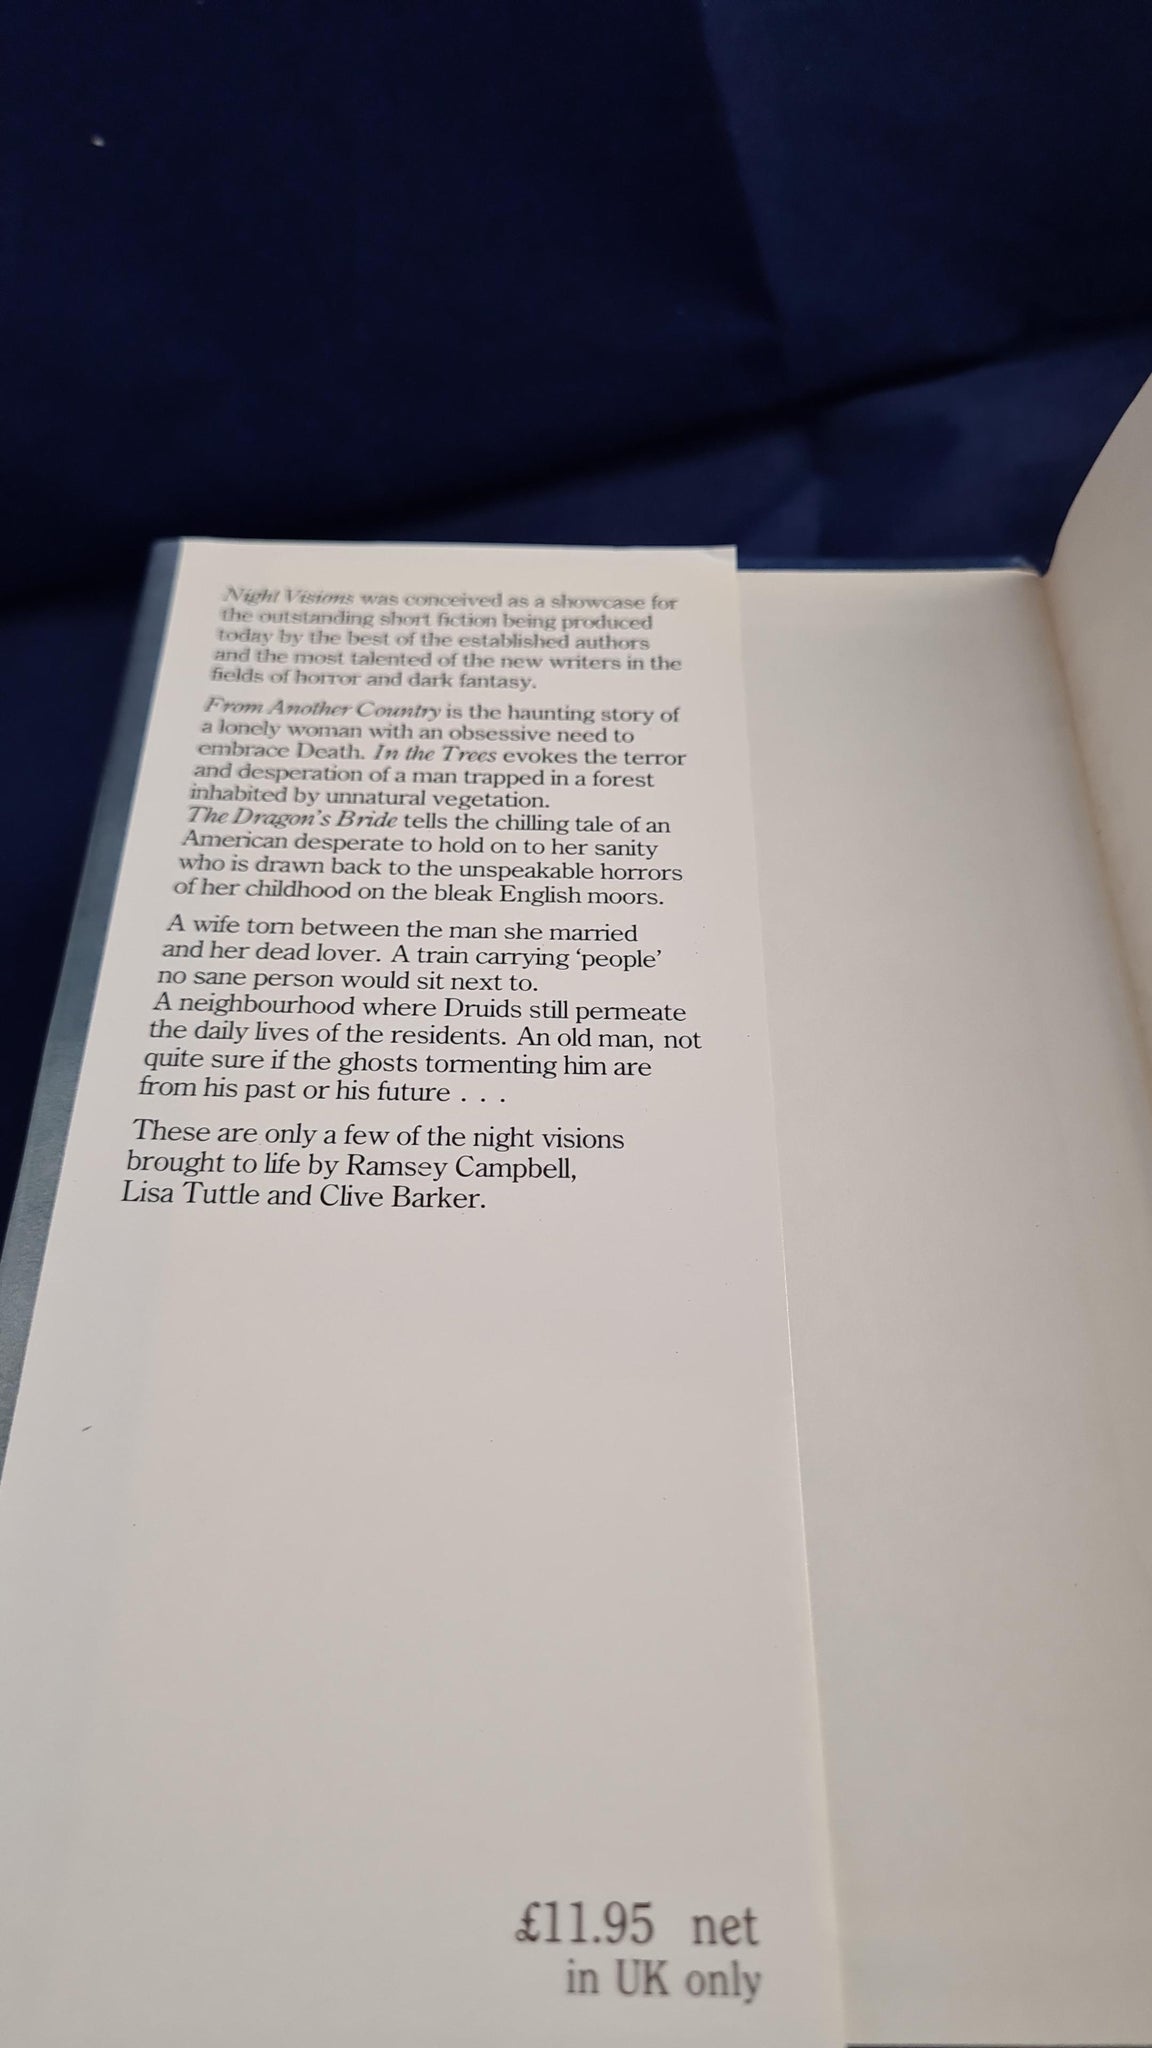 Night Visions was conceived as a showcase for
the outstanding short fiction being produced
today by the best of the established authors
and the most talented of the new writers in the
fields of horror and dark fantasy.
From Another Country is the haunting story of
a lonely woman with an obsessive need to
embrace Death. In the Trees evokes the terror
and desperation of a man trapped in a forest
inhabited by unnatural vegetation.
The Dragon's Bride tells the chilling tale of an
American desperate to hold on to her sanity
who is drawn back to the unspeakable horrors
of her childhood on the bleak English moors.
A wife torn between the man she married
and her dead lover. A train carrying ‘people’
no sane person would sit next to.
A neighbourhood where Druids still permeate
the daily lives of the residents. An old man, not
quite sure if the ghosts tormenting him are
from his past or his future . . .
These are only a few of the night visions
brought to life by Ramsey Campbell,
Lisa Tuttle and Clive Barker.
£11.95 net
in UK only